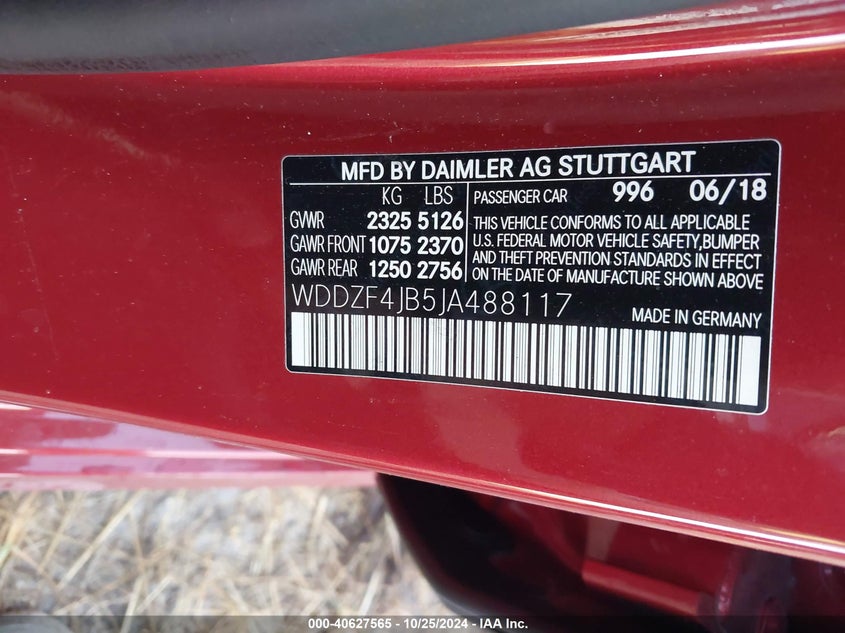 MFD BY DAIMLER AG STUTTGART
KG LBS
GVWR 2325 5126
GAWR FRONT 1075 2370
GAWR REAR 1250 2756
PASSENGER CAR 996 06/18
THIS VEHICLE CONFORMS TO ALL APPLICABLE
U.S. FEDERAL MOTOR VEHICLE SAFETY,BUMPER
AND THEFT PREVENTION STANDARDS IN EFFECT
ON THE DATE OF MANUFACTURE SHOWN ABOVE
WDDZF4JB5JA488117
MADE IN GERMANY
000-40627565 - 10/25/2024 - IAA Inc.